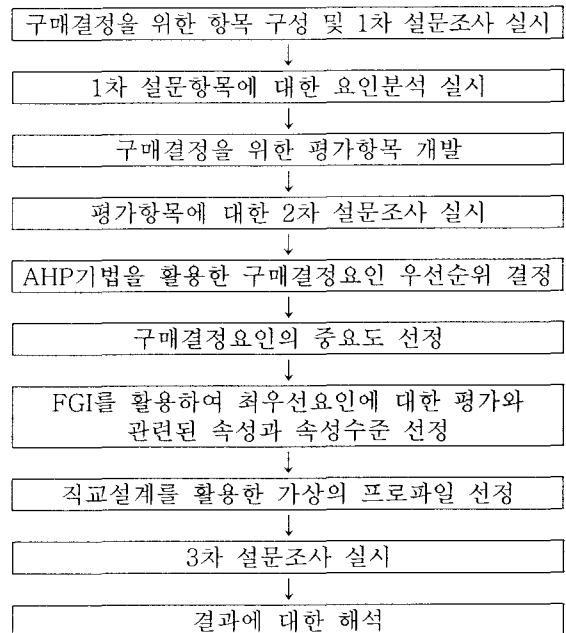 구매결정을 위한 항목 구성 및 1차 설문조사 실시
↓
1차 설문항목에 대한 요인분석 실시
↓
구매결정을 위한 평가항목 개발
↓
평가항목에 대한 2차 설문조사 실시
↓
AHP기법을 활용한 구매결정요인 우선순위 결정
↓
구매결정요인의 중요도 선정
↓
FGI를 활용하여 최우선요인에 대한 평가와
관련된 속성과 속성수준 선정
↓
직교설계를 활용한 가상의 프로파일 선정
↓
3차 설문조사 실시
↓
결과에 대한 해석